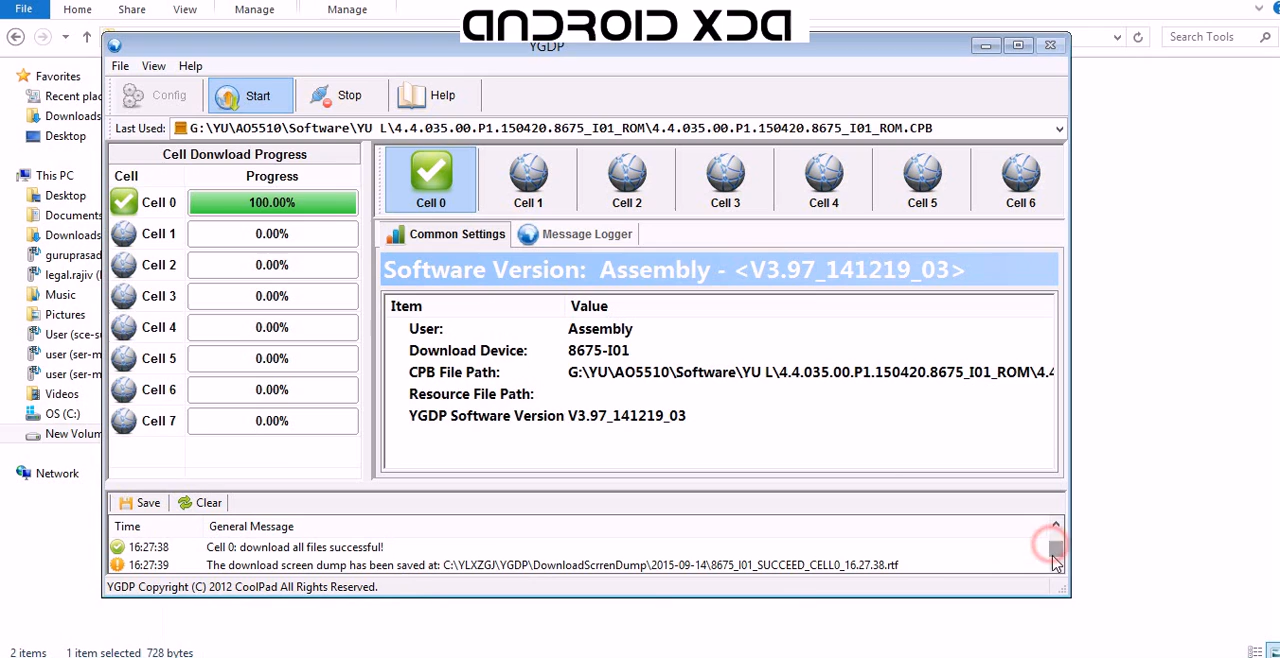 File Home Share View Manage Manage
ANDROID XDA
Search Tools
YGDP
File View Help
Config Start Stop Help
Last Used: G:\YU\AO5510\Software\YU L\4.4.035.00.P1.150420.8675_I01_ROM\4.4.035.00.P1.150420.8675_I01_ROM.CPB
Favorites
Recent plac
Downloads
Desktop
This PC
Desktop
Documents
Downloads
guruprasad
legal.rajiv (
Music
Pictures
User (sce-s
user (ser-m
user (ser-m
Videos
OS (C:)
New Volum
Network
Cell Donwload Progress
Cell Progress
Cell 0 100.00%
Cell 1 0.00%
Cell 2 0.00%
Cell 3 0.00%
Cell 4 0.00%
Cell 5 0.00%
Cell 6 0.00%
Cell 7 0.00%
Cell 0 Cell 1 Cell 2 Cell 3 Cell 4 Cell 5 Cell 6
Common Settings Message Logger
Software Version: Assembly - <V3.97_141219_03>
Item Value
User: Assembly
Download Device: 8675-I01
CPB File Path: G:\YU\AO5510\Software\YU L\4.4.035.00.P1.150420.8675_I01_ROM\4.4
Resource File Path:
YGDP Software Version V3.97_141219_03
Save Clear
Time General Message
16:27:38 Cell 0: download all files successful!
16:27:39 The download screen dump has been saved at: C:\YLXZGJ\YGDP\DownloadScrrenDump\2015-09-14\8675_I01_SUCCEED_CELL0_16.27.38.rtf
YGDP Copyright (C) 2012 CoolPad All Rights Reserved.
2 items 1 item selected 728 bytes